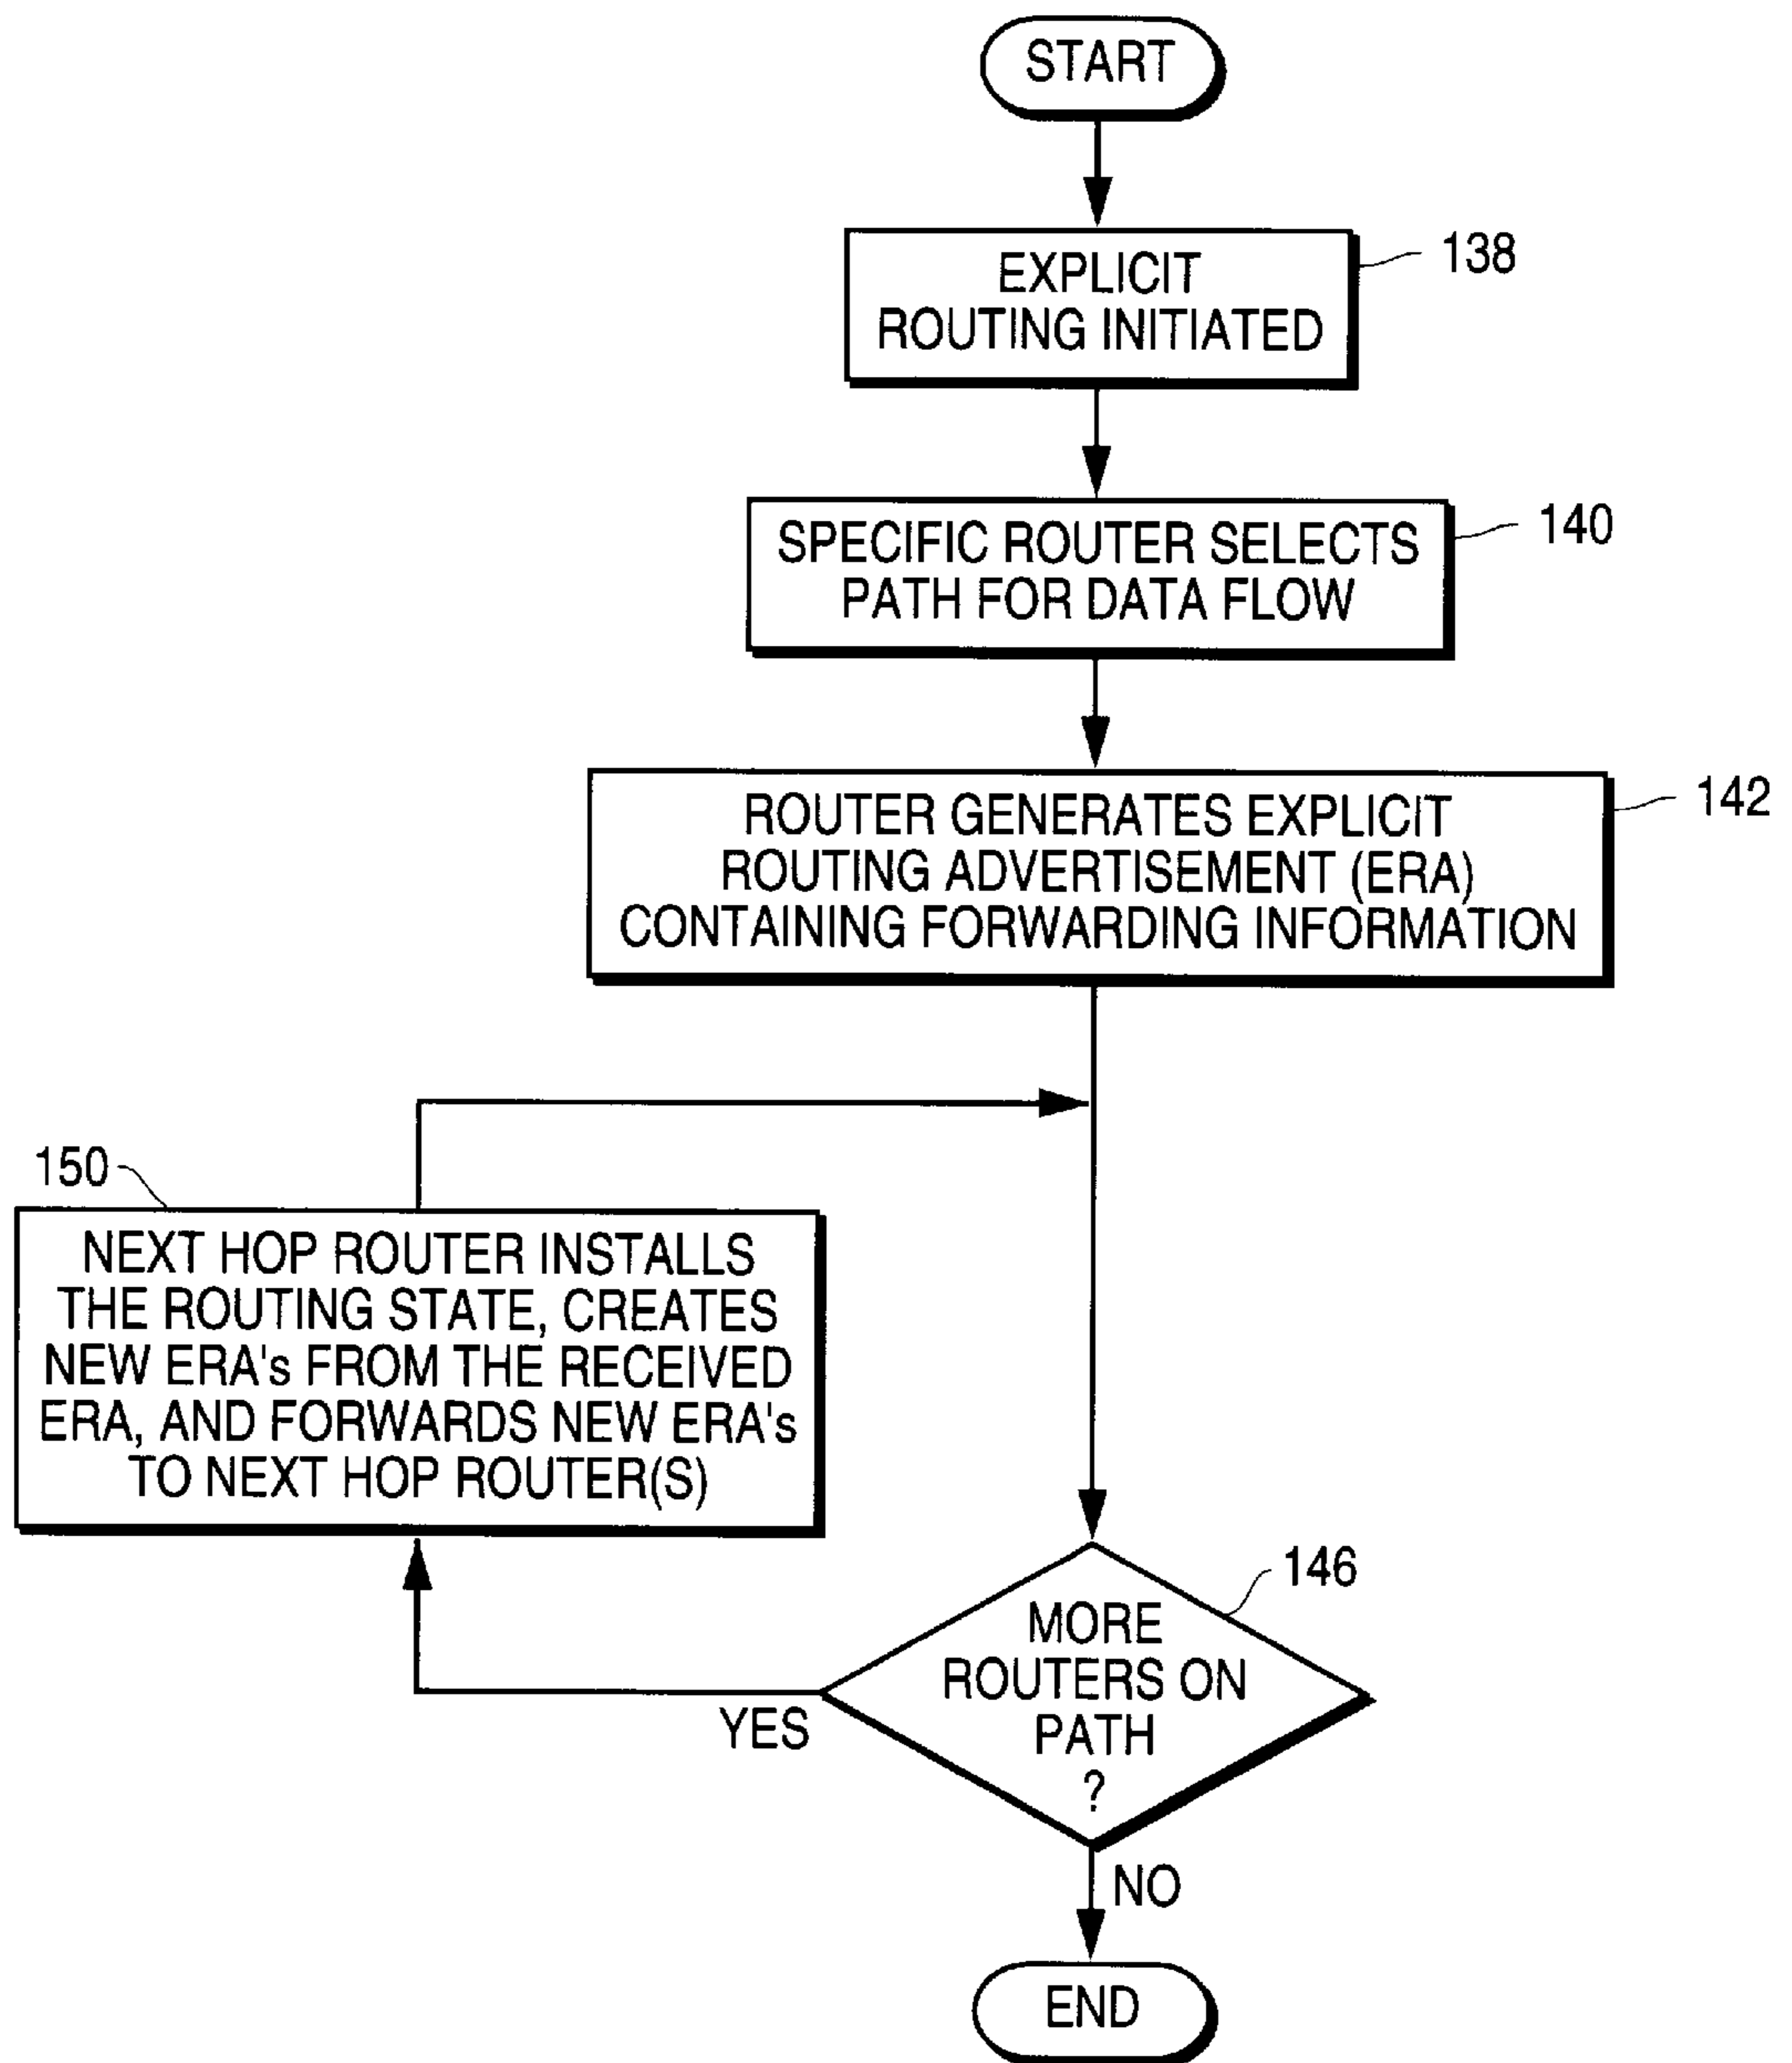 START
EXPLICIT
ROUTING INITIATED
138
SPECIFIC ROUTER SELECTS
PATH FOR DATA FLOW
140
ROUTER GENERATES EXPLICIT
ROUTING ADVERTISEMENT (ERA)
CONTAINING FORWARDING INFORMATION
142
150
NEXT HOP ROUTER INSTALLS
THE ROUTING STATE, CREATES
NEW ERA's FROM THE RECEIVED
ERA, AND FORWARDS NEW ERA's
TO NEXT HOP ROUTER(S)
146
MORE
ROUTERS ON
PATH
?
YES
NO
END